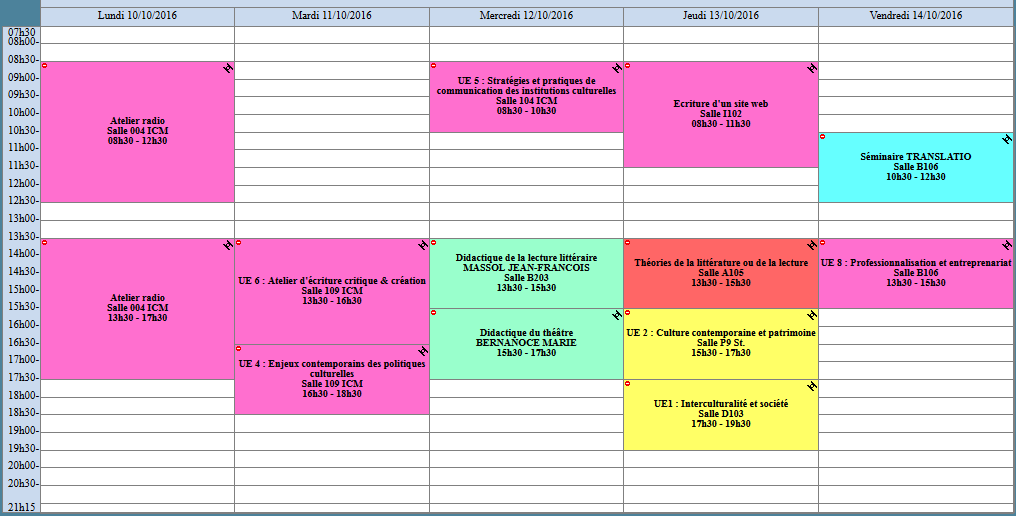 Lundi 10/10/2016
Mardi 11/10/2016
Mercredi 12/10/2016
Jeudi 13/10/2016
Vendredi 14/10/2016
07h30
08h00-
08h30-
09h00-
09h30-
10h00-
10h30-
11h00-
11h30-
12h00-
12h30-
13h00-
13h30-
14h00-
14h30-
15h00-
15h30-
16h00-
16h30-
17h00-
17h30-
18h00-
18h30-
19h00-
19h30-
20h00-
20h30-
21h15
Atelier radio
Salle 004 ICM
08h30 - 12h30
Atelier radio
Salle 004 ICM
13h30 - 17h30
UE 6 : Atelier d'écriture critique & création
Salle 109 ICM
13h30 - 16h30
UE 4 : Enjeux contemporains des politiques
culturelles
Salle 109 ICM
16h30 - 18h30
UE 5 : Stratégies et pratiques de
communication des institutions culturelles
Salle 104 ICM
08h30 - 10h30
Didactique de la lecture littéraire
MASSOL JEAN-FRANCOIS
Salle B203
13h30 - 15h30
Didactique du théâtre
BERNANOCE MARIE
15h30 - 17h30
Ecriture d'un site web
Salle I102
08h30 - 11h30
Théories de la littérature ou de la lecture
Salle A105
13h30 - 15h30
UE 2 : Culture contemporaine et patrimoine
Salle P9 St.
15h30 - 17h30
UE1 : Interculturalité et société
Salle D103
17h30 - 19h30
Séminaire TRANSLATIO
Salle B106
10h30 - 12h30
UE 8 : Professionnalisation et entreprenariat
Salle B106
13h30 - 15h30